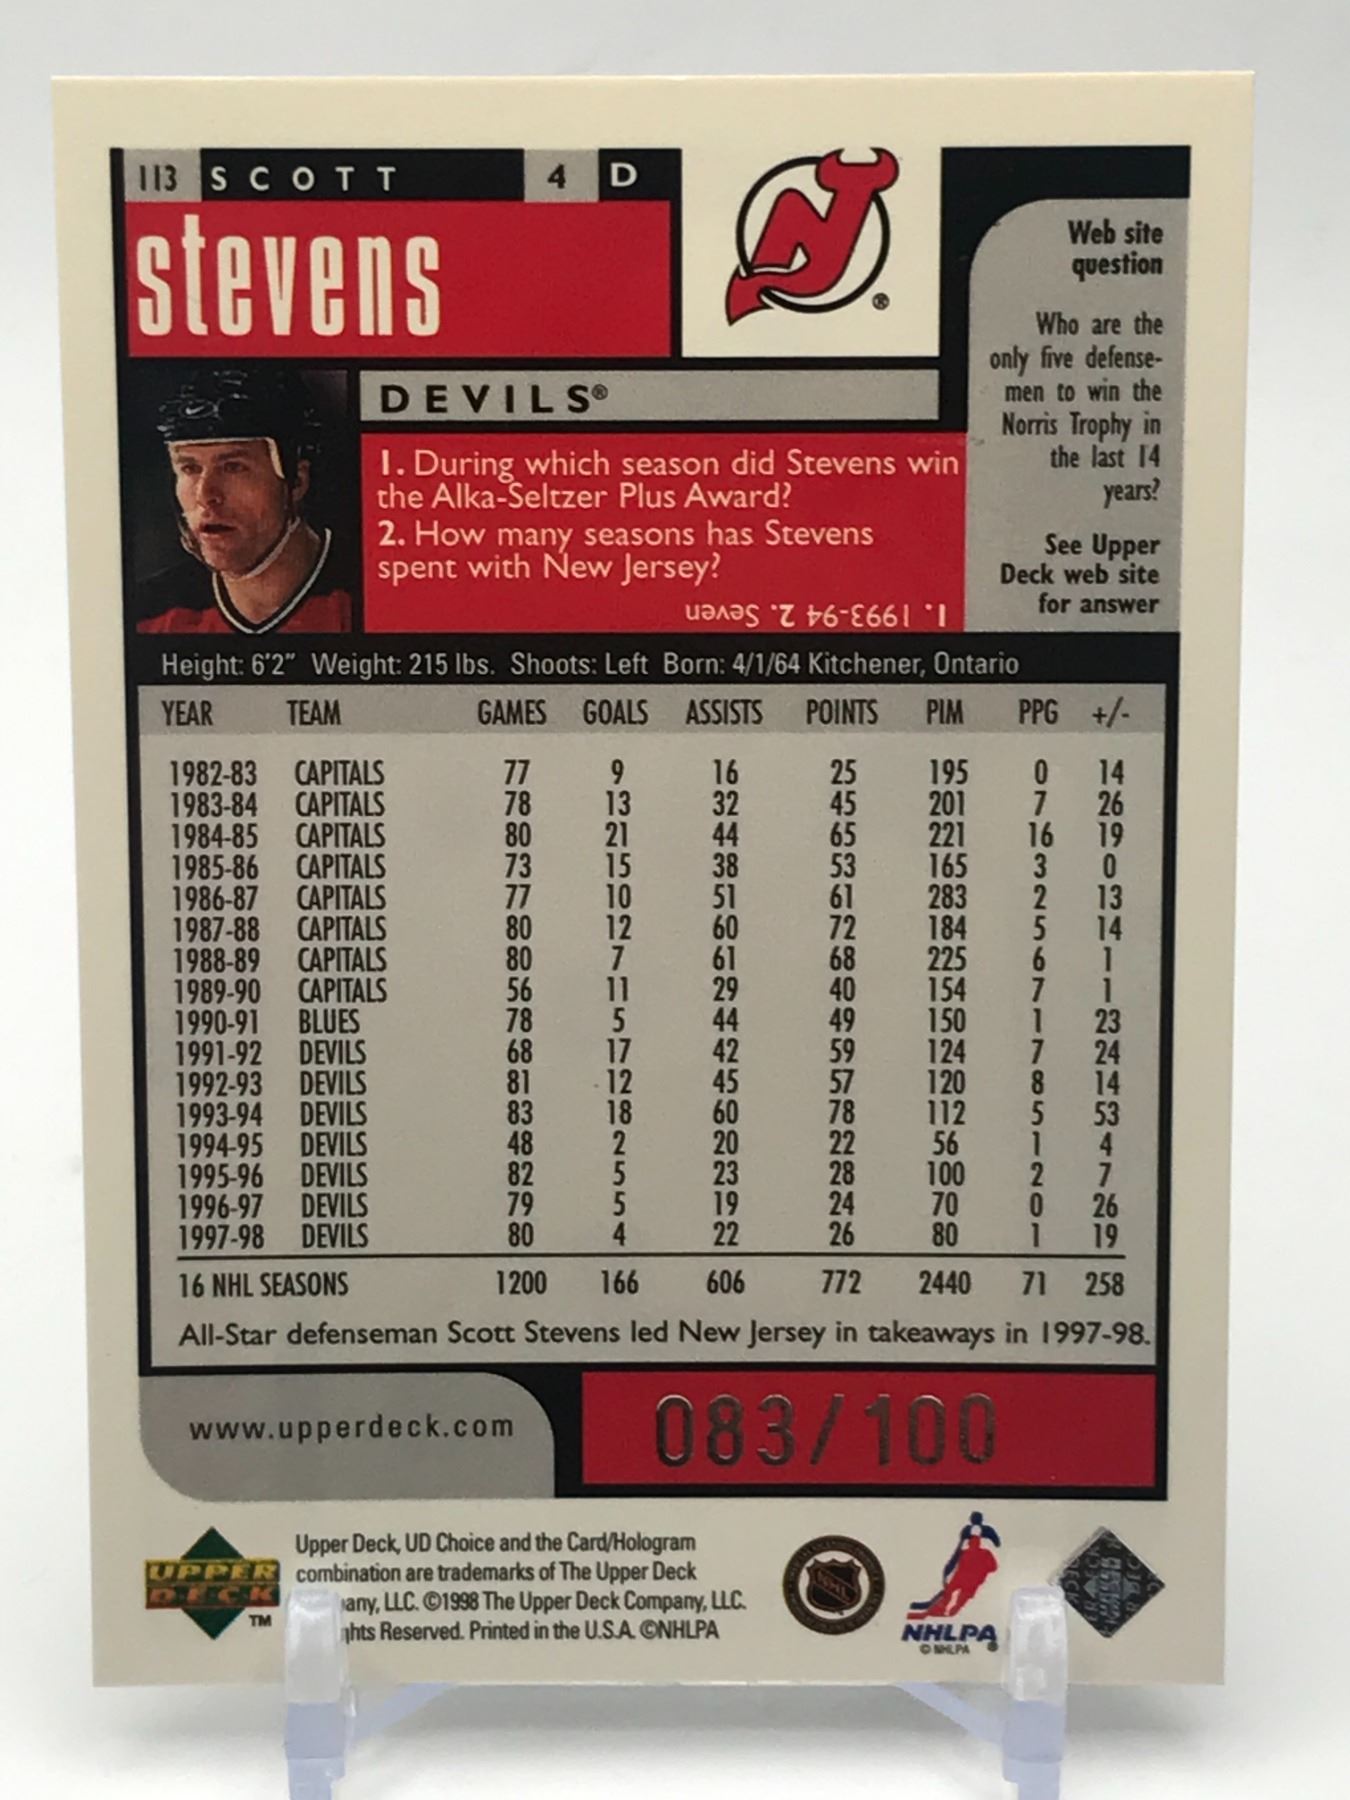 113 SCOTT 4 D
stevens
DEVILS®
1. During which season did Stevens win
the Alka-Seltzer Plus Award?
2. How many seasons has Stevens
spent with New Jersey?
1. 1993-94 2. Seven
Web site
question
Who are the
only five defense-
men to win the
Norris Trophy in
the last 14
years?
See Upper
Deck web site
for answer
Height: 6'2" Weight: 215 lbs. Shoots: Left Born: 4/1/64 Kitchener, Ontario
YEAR TEAM GAMES GOALS ASSISTS POINTS PIM PPG +/-
1982-83 CAPITALS 77 9 16 25 195 0 14
1983-84 CAPITALS 78 13 32 45 201 7 26
1984-85 CAPITALS 80 21 44 65 221 16 19
1985-86 CAPITALS 73 15 38 53 165 3 0
1986-87 CAPITALS 77 10 51 61 283 2 13
1987-88 CAPITALS 80 12 60 72 184 5 14
1988-89 CAPITALS 80 7 61 68 225 6 1
1989-90 CAPITALS 56 11 29 40 154 7 1
1990-91 BLUES 78 5 44 49 150 1 23
1991-92 DEVILS 68 17 42 59 124 7 24
1992-93 DEVILS 81 12 45 57 120 8 14
1993-94 DEVILS 83 18 60 78 112 5 53
1994-95 DEVILS 48 2 20 22 56 1 4
1995-96 DEVILS 82 5 23 28 100 2 7
1996-97 DEVILS 79 5 19 24 70 0 26
1997-98 DEVILS 80 4 22 26 80 1 19
16 NHL SEASONS 1200 166 606 772 2440 71 258
All-Star defenseman Scott Stevens led New Jersey in takeaways in 1997-98.
www.upperdeck.com
083/100
UPPER
DECK
TM
Upper Deck, UD Choice and the Card/Hologram
combination are trademarks of The Upper Deck
any, LLC. ©1998 The Upper Deck Company, LLC.
hts Reserved. Printed in the U.S.A. ©NHLPA
NHL
NHLPA®
© NHLPA